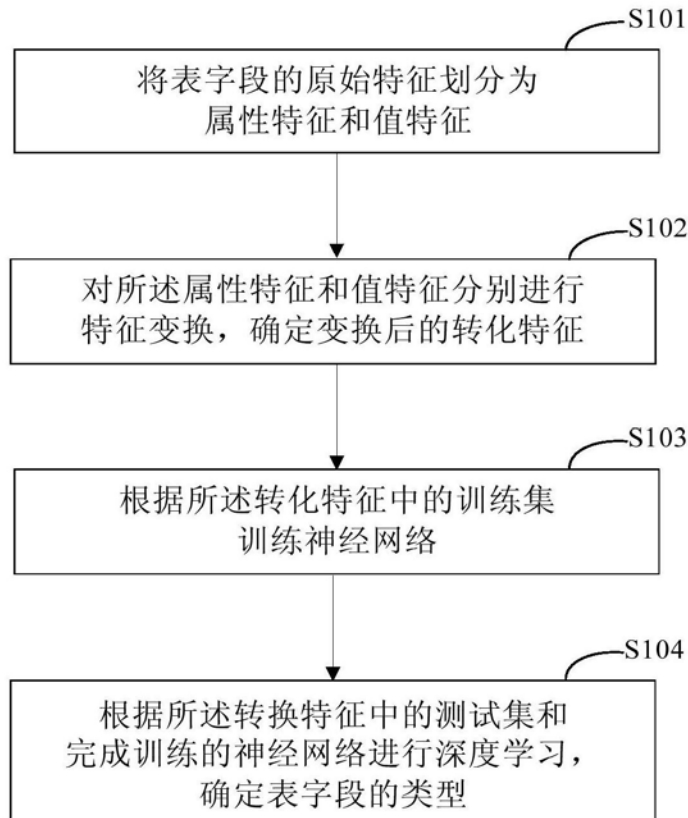 S101
将表字段的原始特征划分为
属性特征和值特征
S102
对所述属性特征和值特征分别进行
特征变换，确定变换后的转化特征
S103
根据所述转化特征中的训练集
训练神经网络
S104
根据所述转换特征中的测试集和
完成训练的神经网络进行深度学习，
确定表字段的类型